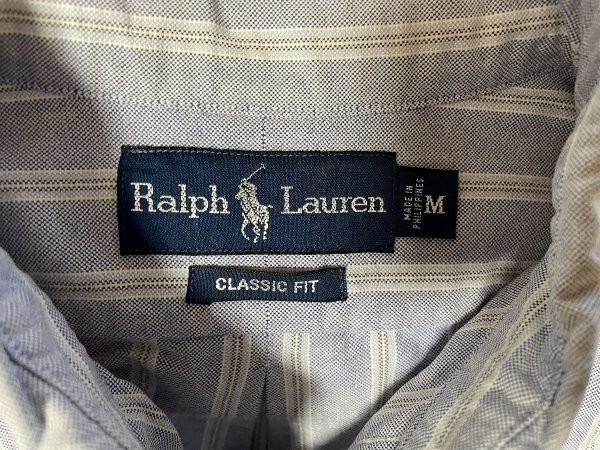 Ralph Lauren
MADE IN
PHILIPPINES
M
CLASSIC FIT